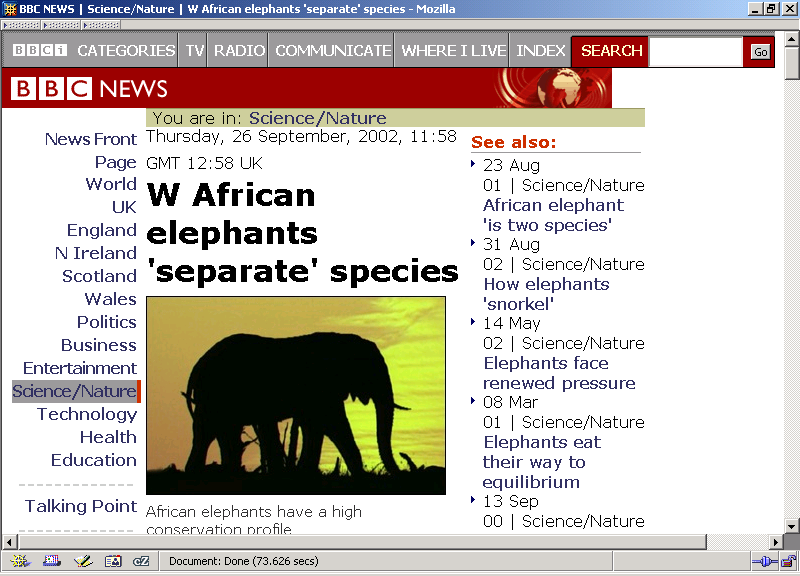 BBC NEWS | Science/Nature | W African elephants 'separate' species - Mozilla
BBCi CATEGORIES TV RADIO COMMUNICATE WHERE I LIVE INDEX SEARCH Go
BBC NEWS
You are in: Science/Nature
News Front
Page
World
UK
England
N Ireland
Scotland
Wales
Politics
Business
Entertainment
Science/Nature
Technology
Health
Education
Talking Point
Thursday, 26 September, 2002, 11:58
GMT 12:58 UK
W African
elephants
'separate' species
African elephants have a high
conservation profile
See also:
23 Aug
01 | Science/Nature
African elephant
'is two species'
31 Aug
02 | Science/Nature
How elephants
'snorkel'
14 May
02 | Science/Nature
Elephants face
renewed pressure
08 Mar
01 | Science/Nature
Elephants eat
their way to
equilibrium
13 Sep
00 | Science/Nature
Document: Done (73.626 secs)